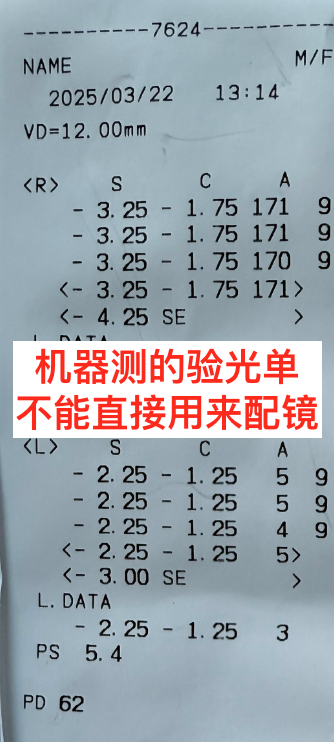 -----------7624-----------
NAME M/F
2025/03/22 13:14
VD=12.00mm
<R> S C A
- 3.25 - 1.75 171 9
- 3.25 - 1.75 171 9
- 3.25 - 1.75 170 9
<- 3.25 - 1.75 171>
<- 4.25 SE >
L.DATA
机器测的验光单
不能直接用来配镜
<L> S C A
- 2.25 - 1.25 5 9
- 2.25 - 1.25 5 9
- 2.25 - 1.25 4 9
<- 2.25 - 1.25 5>
<- 3.00 SE >
L.DATA
- 2.25 - 1.25 3
PS 5.4
PD 62